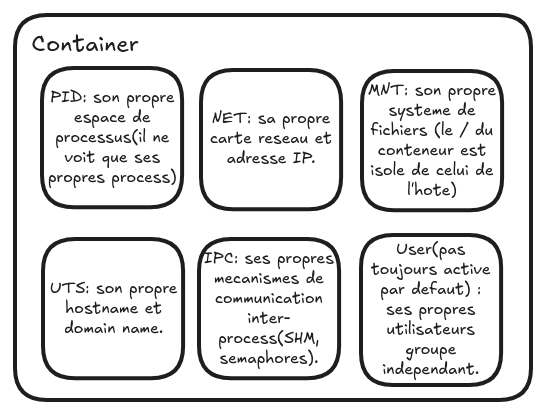 Container
PID: son propre
espace de
processus(il ne
voit que ses
propres process)
NET: sa propre
carte reseau et
adresse IP.
MNT: son propre
systeme de
fichiers (le / du
conteneur est
isole de celui de
l'hote)
UTS: son propre
hostname et
domain name.
IPC: ses propres
mecanismes de
communication
inter-
process(SHM,
semaphores).
User(pas
toujours active
par defaut) :
ses propres
utilisateurs
groupe
independant.